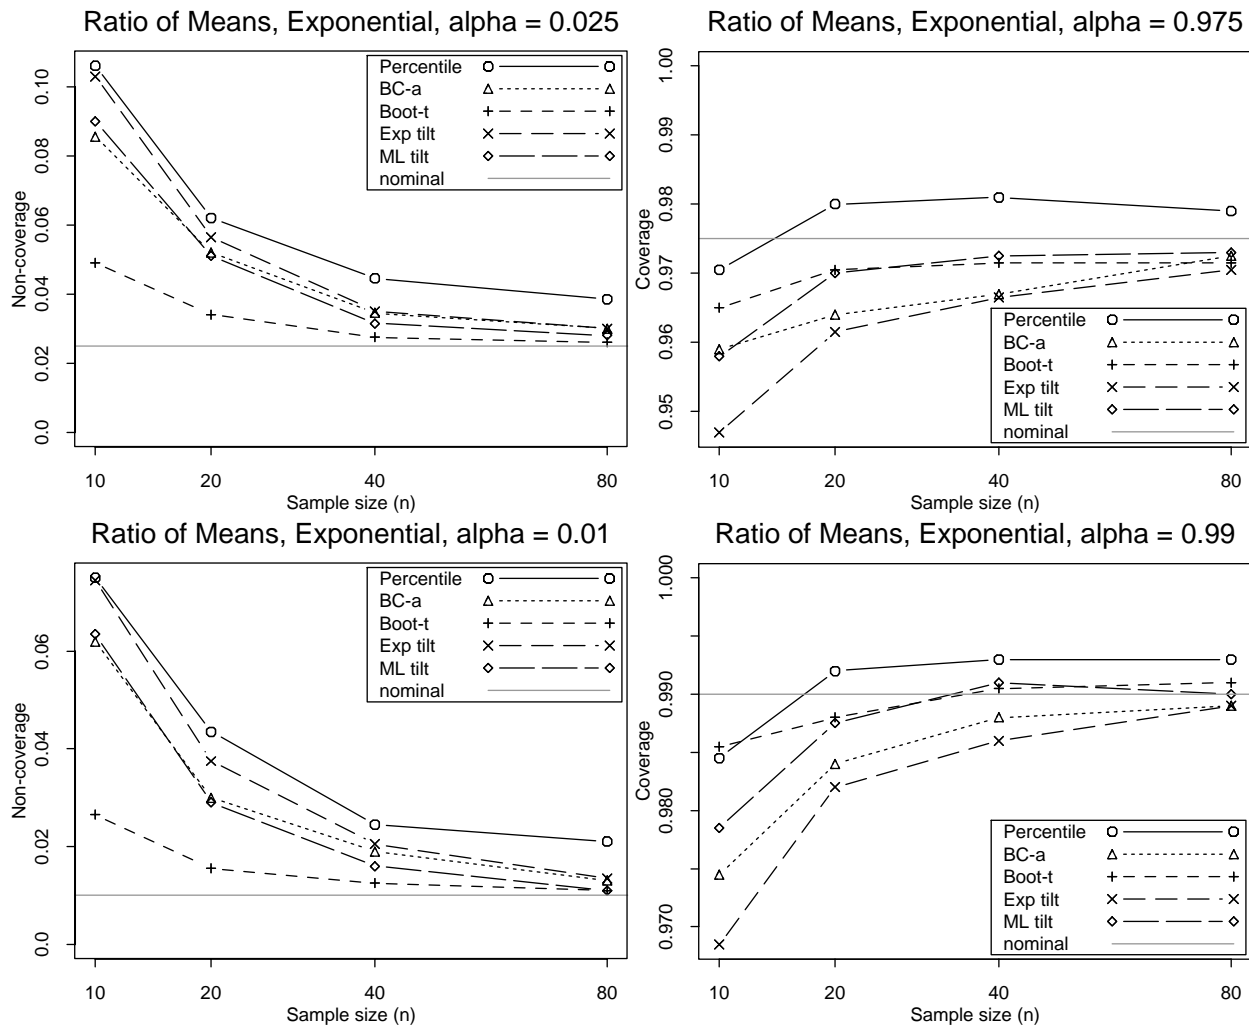 Ratio of Means, Exponential, alpha = 0.025
Non-coverage
0.10
0.08
0.06
0.04
0.02
0.0
Percentile
BC-a
Boot-t
Exp tilt
ML tilt
nominal
10 20 40 80
Sample size (n)
Ratio of Means, Exponential, alpha = 0.975
Coverage
1.00
0.99
0.98
0.97
0.96
0.95
Percentile
BC-a
Boot-t
Exp tilt
ML tilt
nominal
10 20 40 80
Sample size (n)
Ratio of Means, Exponential, alpha = 0.01
Non-coverage
0.06
0.04
0.02
0.0
Percentile
BC-a
Boot-t
Exp tilt
ML tilt
nominal
10 20 40 80
Sample size (n)
Ratio of Means, Exponential, alpha = 0.99
Coverage
1.000
0.990
0.980
0.970
Percentile
BC-a
Boot-t
Exp tilt
ML tilt
nominal
10 20 40 80
Sample size (n)